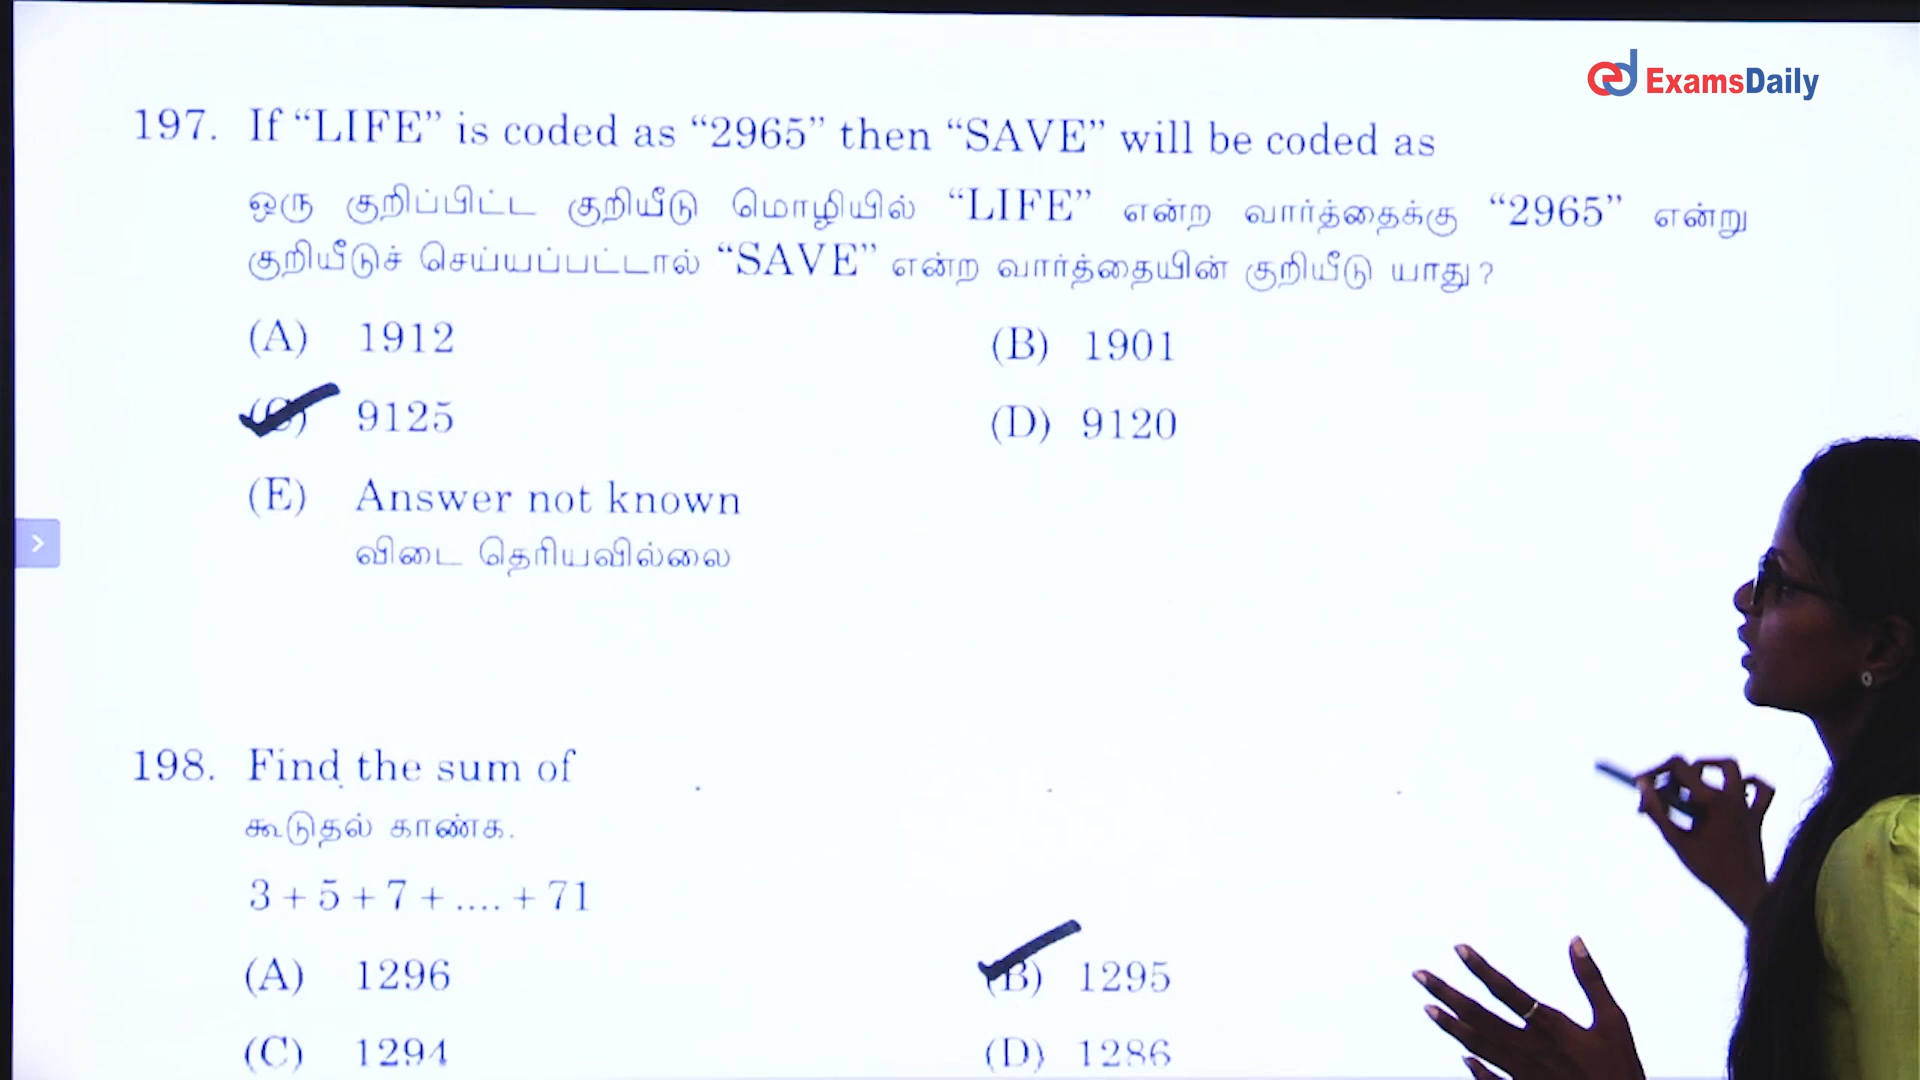 ExamsDaily
197. If “LIFE” is coded as “2965” then “SAVE” will be coded as
ஒரு குறிப்பிட்ட குறியீடு மொழியில் “LIFE” என்ற வார்த்தைக்கு “2965” என்று
குறியீடுச் செய்யப்பட்டால் “SAVE” என்ற வார்த்தையின் குறியீடு யாது?
(A) 1912 (B) 1901
(C) 9125 (D) 9120
(E) Answer not known
விடை தெரியவில்லை
198. Find the sum of
கூடுதல் காண்க.
3 + 5 + 7 + .... + 71
(A) 1296 (B) 1295
(C) 1294 (D) 1286